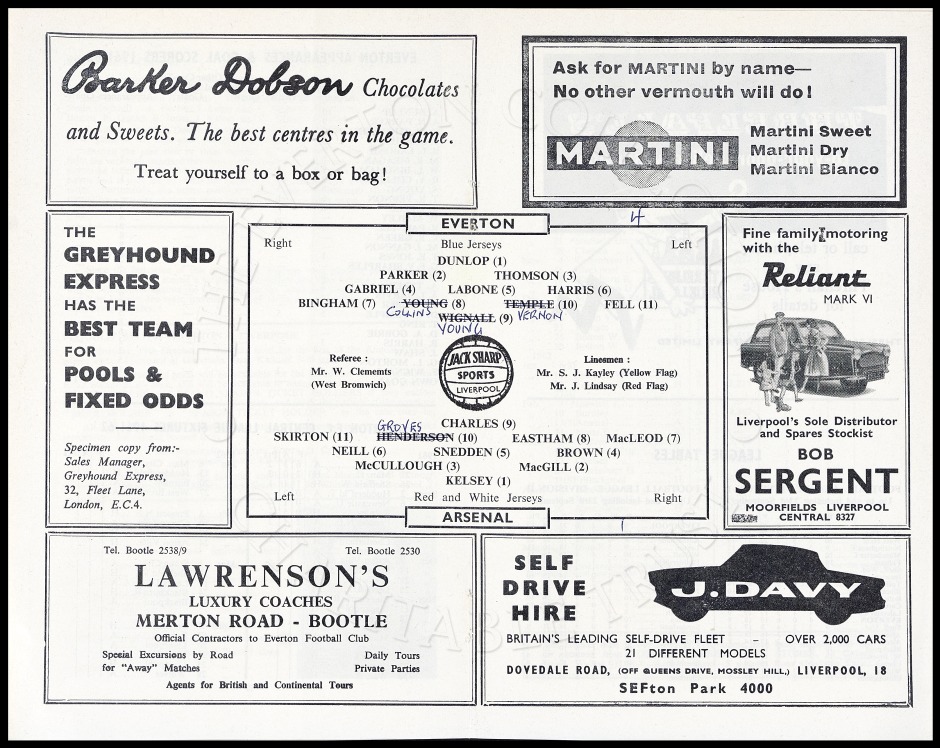 Barker Dobson Chocolates
and Sweets. The best centres in the game.
Treat yourself to a box or bag!
Ask for MARTINI by name—
No other vermouth will do!
MARTINI
Martini Sweet
Martini Dry
Martini Bianco
THE
GREYHOUND
EXPRESS
HAS THE
BEST TEAM
FOR
POOLS &
FIXED ODDS
Specimen copy from:-
Sales Manager,
Greyhound Express,
32, Fleet Lane,
London, E.C.4.
EVERTON
4
Right Blue Jerseys Left
DUNLOP (1)
PARKER (2) THOMSON (3)
GABRIEL (4) LABONE (5) HARRIS (6)
BINGHAM (7) YOUNG (8) TEMPLE (10) FELL (11)
COLLINS WIGNALL (9) VERNON
YOUNG
Referee :
Mr. W. Clememts
(West Bromwich)
JACK SHARP
SPORTS
LIVERPOOL
Linesmen :
Mr. S. J. Kayley (Yellow Flag)
Mr. J. Lindsay (Red Flag)
GROVES CHARLES (9)
SKIRTON (11) HENDERSON (10) EASTHAM (8) MacLEOD (7)
NEILL (6) SNEDDEN (5) BROWN (4)
McCULLOUGH (3) MacGILL (2)
KELSEY (1)
Left Red and White Jerseys Right
ARSENAL
1
Fine family motoring
with the
Reliant
MARK VI
Liverpool's Sole Distributor
and Spares Stockist
BOB
SERGENT
MOORFIELDS LIVERPOOL
CENTRAL 8327
Tel. Bootle 2538/9 Tel. Bootle 2530
LAWRENSON'S
LUXURY COACHES
MERTON ROAD - BOOTLE
Official Contractors to Everton Football Club
Special Excursions by Road Daily Tours
for "Away" Matches Private Parties
Agents for British and Continental Tours
SELF
DRIVE
HIRE
J. DAVY
BRITAIN'S LEADING SELF-DRIVE FLEET – OVER 2,000 CARS
21 DIFFERENT MODELS
DOVEDALE ROAD, (OFF QUEENS DRIVE, MOSSLEY HILL,) LIVERPOOL, 18
SEFton Park 4000